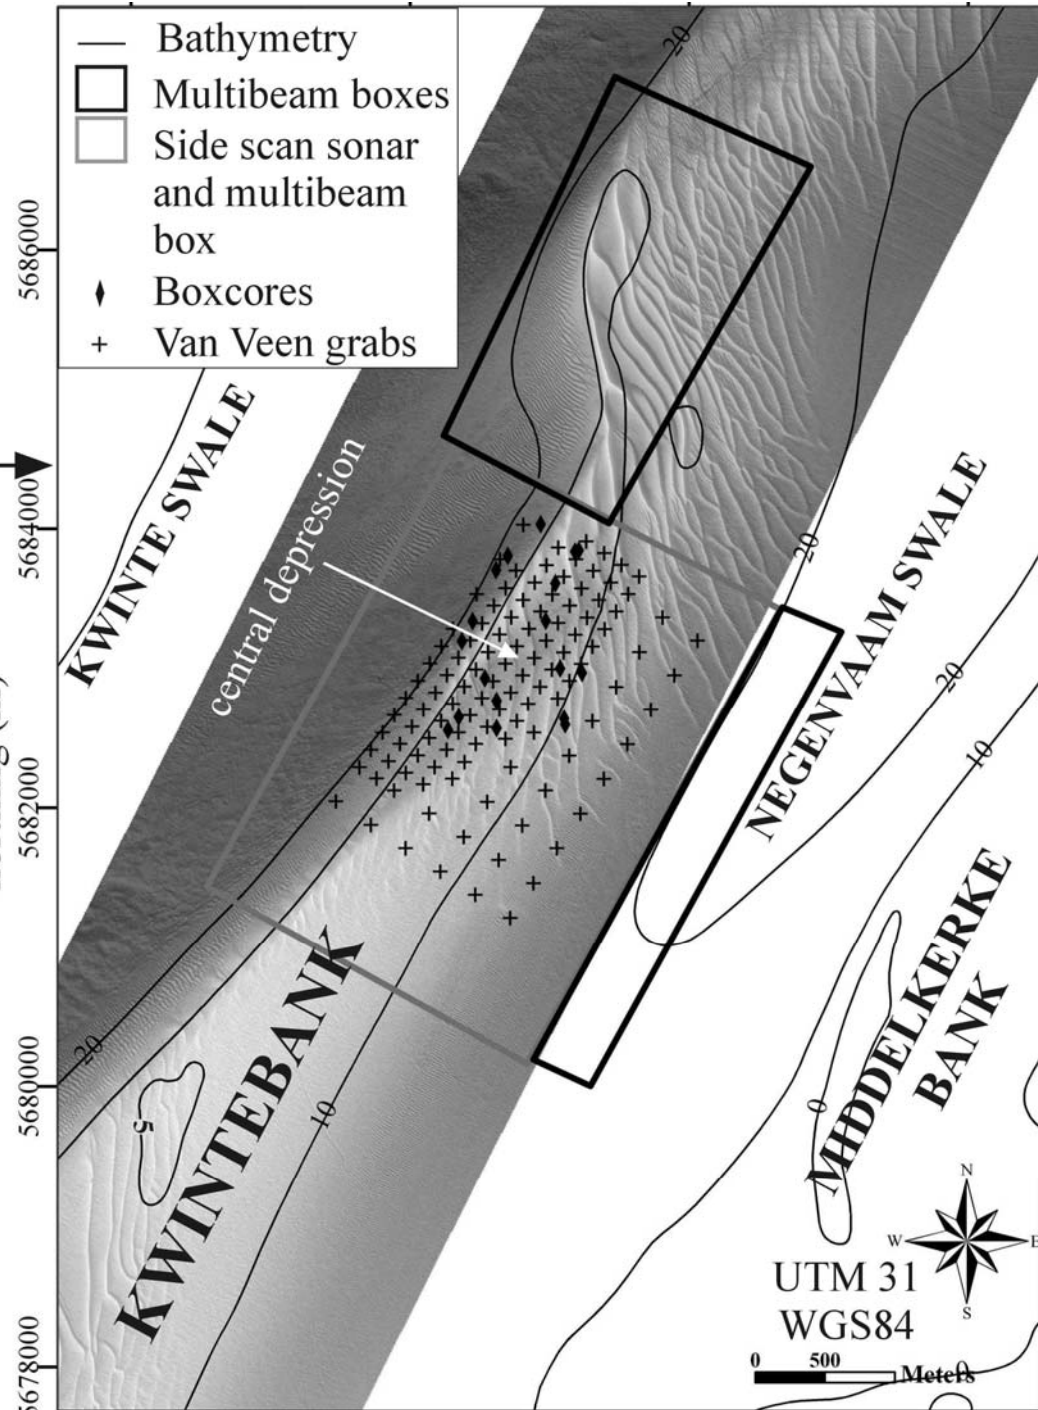 Bathymetry
Multibeam boxes
Side scan sonar
and multibeam
box
Boxcores
Van Veen grabs
20
5686000
5684000
5682000
5680000
5678000
KWINTE SWALE
central depression
20
NEGENVAAM SWALE
20
10
MIDDELKERKE
BANK
0
20
5
10
KWINTEBANK
N
W
E
S
UTM 31
WGS84
0
500
Meters
0